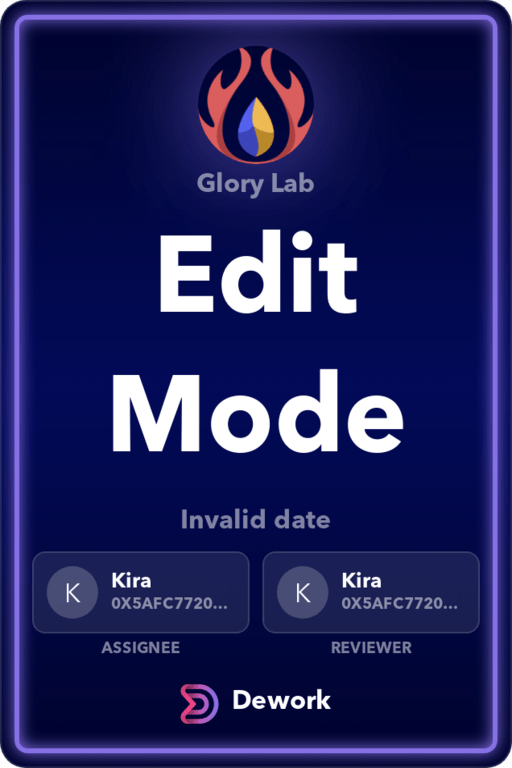 Glory Lab
Edit
Mode
Invalid date
K
Kira
0X5AFC7720...
K
Kira
0X5AFC7720...
ASSIGNEE
REVIEWER
Dework